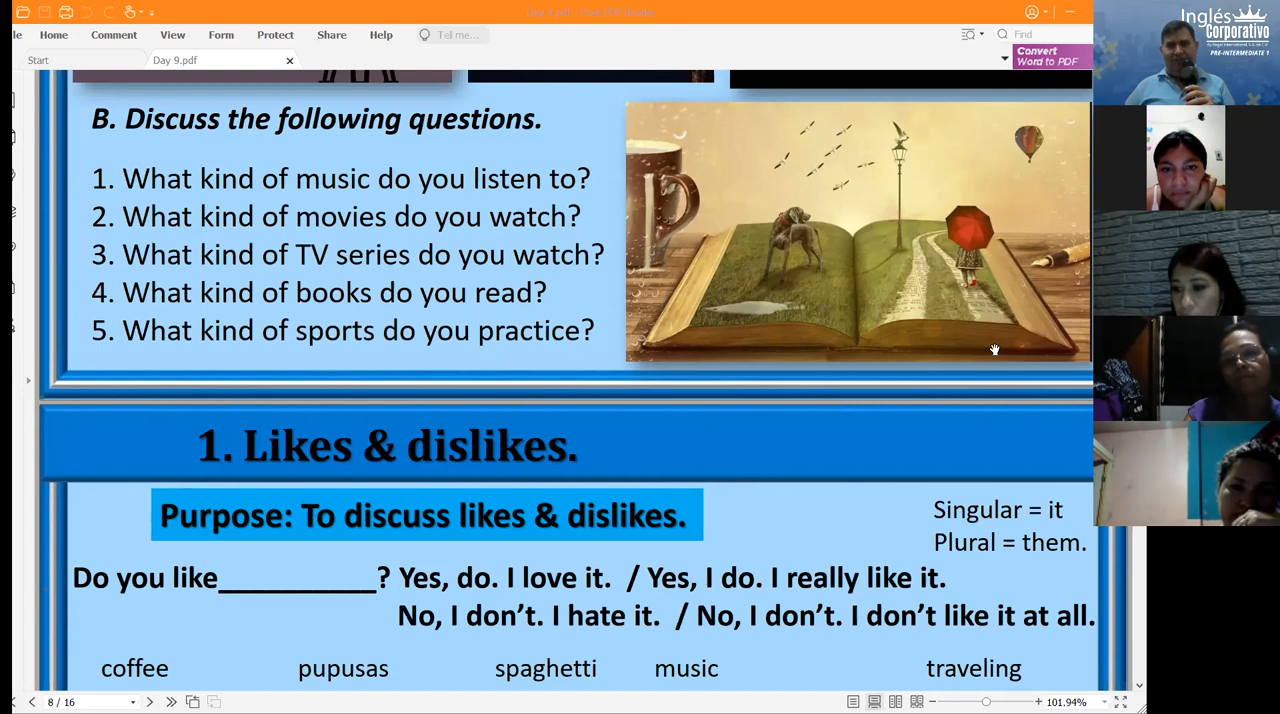 Day 9.pdf - Foxit PDF Reader
le Home Comment View Form Protect Share Help Tell me... Find
Start Day 9.pdf
Convert
Word to PDF
Inglés
Corporativo
PRE-INTERMEDIATE 1
B. Discuss the following questions.
1. What kind of music do you listen to?
2. What kind of movies do you watch?
3. What kind of TV series do you watch?
4. What kind of books do you read?
5. What kind of sports do you practice?
1. Likes & dislikes.
Purpose: To discuss likes & dislikes.
Singular = it
Plural = them.
Do you like__________? Yes, do. I love it. / Yes, I do. I really like it.
No, I don’t. I hate it. / No, I don’t. I don’t like it at all.
coffee pupusas spaghetti music traveling
8 / 16 101.94%